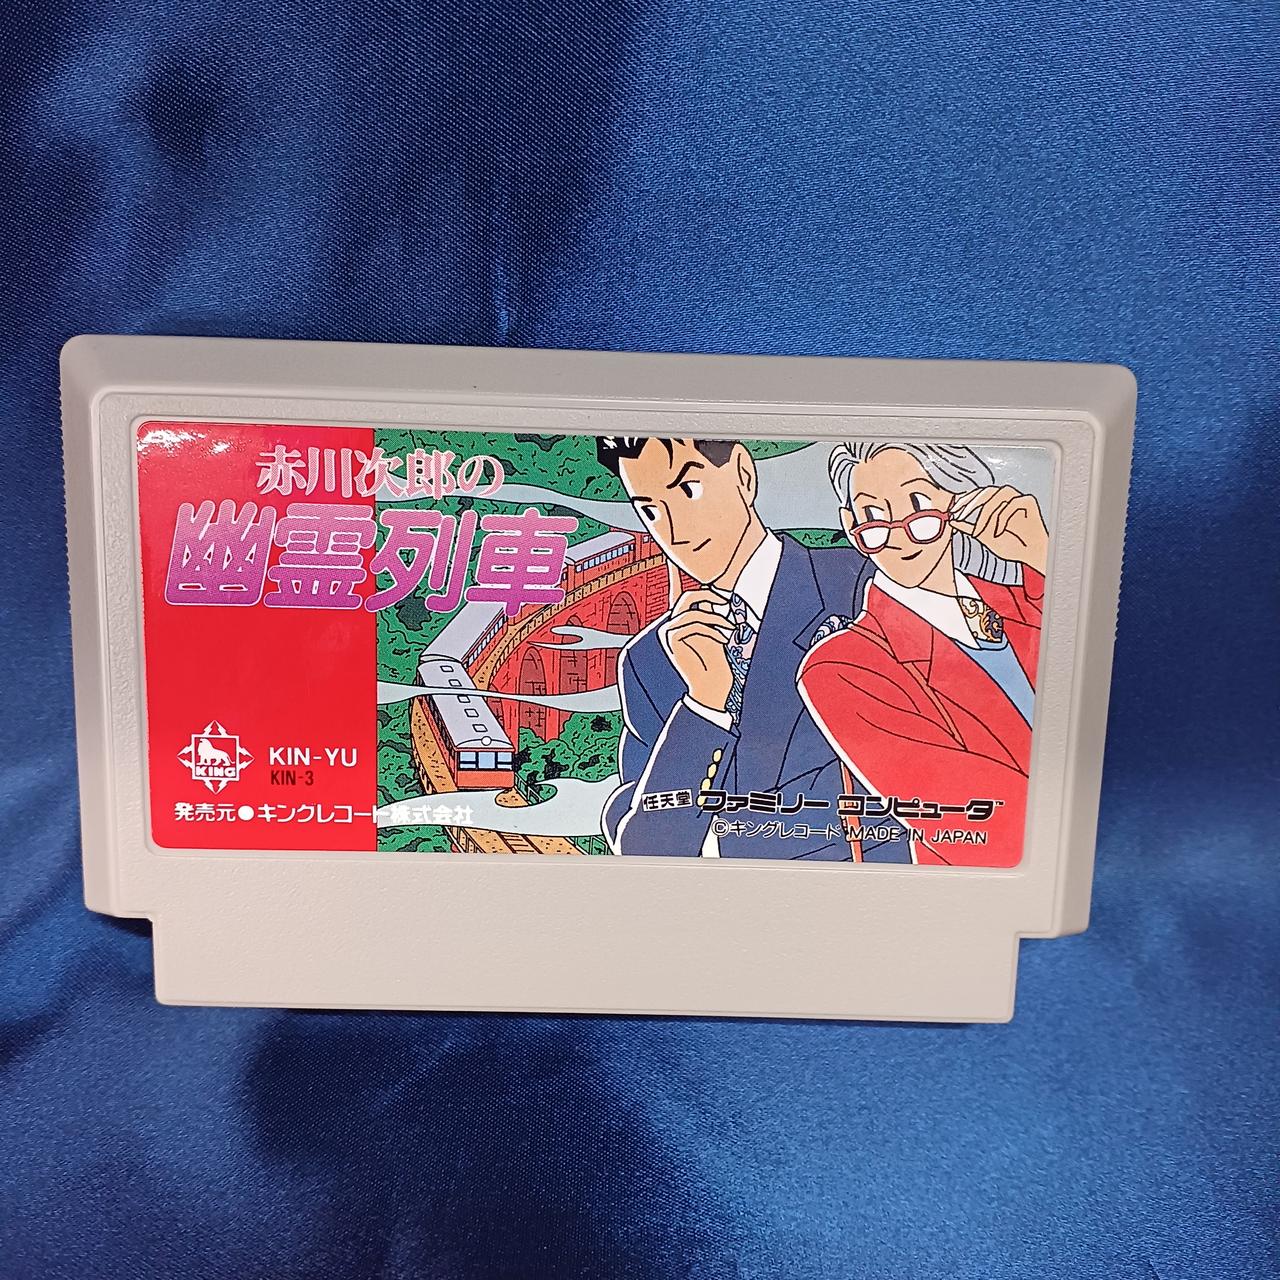 赤川次郎の
幽霊列車
KING
KIN-YU
KIN-3
発売元●キングレコード株式会社
任天堂 ファミリー コンピュータ™
©キングレコード MADE IN JAPAN